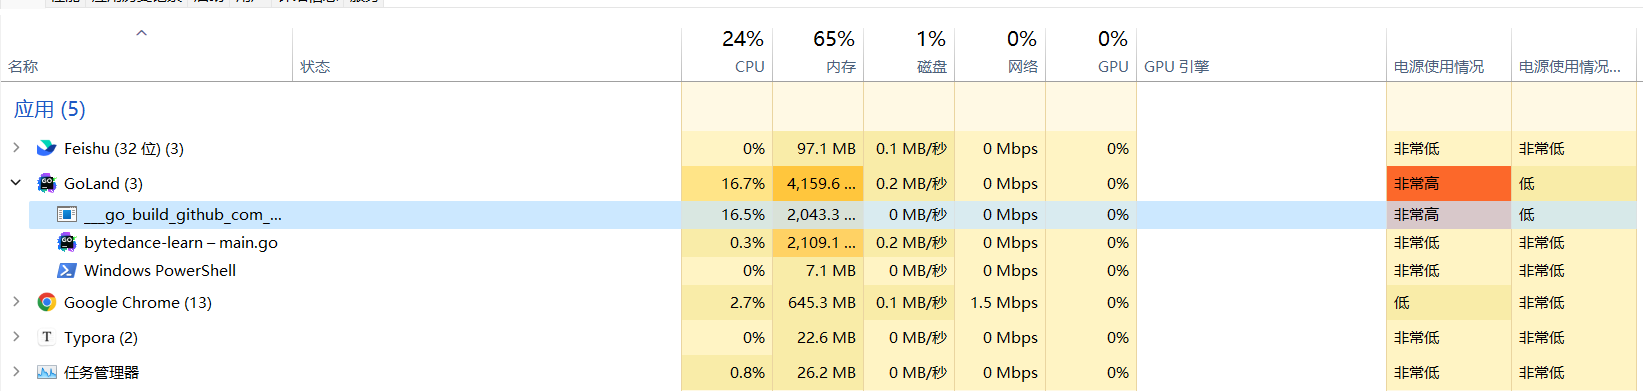 24% 65% 1% 0% 0%
名称 状态 CPU 内存 磁盘 网络 GPU GPU 引擎 电源使用情况 电源使用情况...
应用 (5)
Feishu (32 位) (3) 0% 97.1 MB 0.1 MB/秒 0 Mbps 0% 非常低 非常低
GoLand (3) 16.7% 4,159.6 ... 0.2 MB/秒 0 Mbps 0% 非常高 低
___go_build_github_com_... 16.5% 2,043.3 ... 0 MB/秒 0 Mbps 0% 非常高 低
bytedance-learn – main.go 0.3% 2,109.1 ... 0.2 MB/秒 0 Mbps 0% 非常低 非常低
Windows PowerShell 0% 7.1 MB 0 MB/秒 0 Mbps 0% 非常低 非常低
Google Chrome (13) 2.7% 645.3 MB 0.1 MB/秒 1.5 Mbps 0% 低 非常低
Typora (2) 0% 22.6 MB 0 MB/秒 0 Mbps 0% 非常低 非常低
任务管理器 0.8% 26.2 MB 0 MB/秒 0 Mbps 0% 非常低 非常低